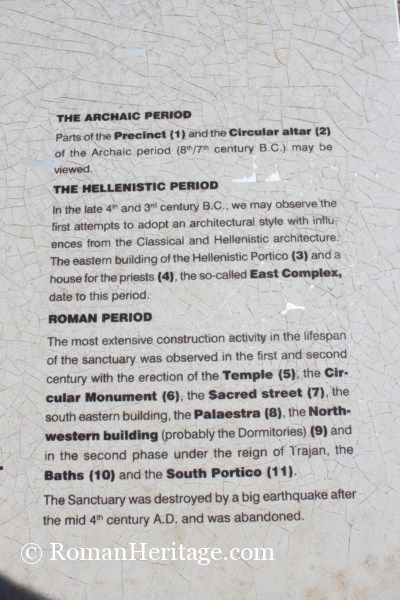 THE ARCHAIC PERIOD
Parts of the Precinct (1) and the Circular altar (2)
of the Archaic period (8th/7th century B.C.) may be
viewed.
THE HELLENISTIC PERIOD
In the late 4th and 3rd century B.C., we may observe the
first attempts to adopt an architectural style with influ-
ences from the Classical and Hellenistic architecture.
The eastern building of the Hellenistic Portico (3) and a
house for the priests (4), the so-called East Complex,
date to this period.
ROMAN PERIOD
The most extensive construction activity in the lifespan
of the sanctuary was observed in the first and second
century with the erection of the Temple (5), the Cir-
cular Monument (6), the Sacred street (7), the
south eastern building, the Palaestra (8), the North-
western building (probably the Dormitories) (9) and
in the second phase under the reign of Trajan, the
Baths (10) and the South Portico (11).
The Sanctuary was destroyed by a big earthquake after
the mid 4th century A.D. and was abandoned.
© RomanHeritage.com